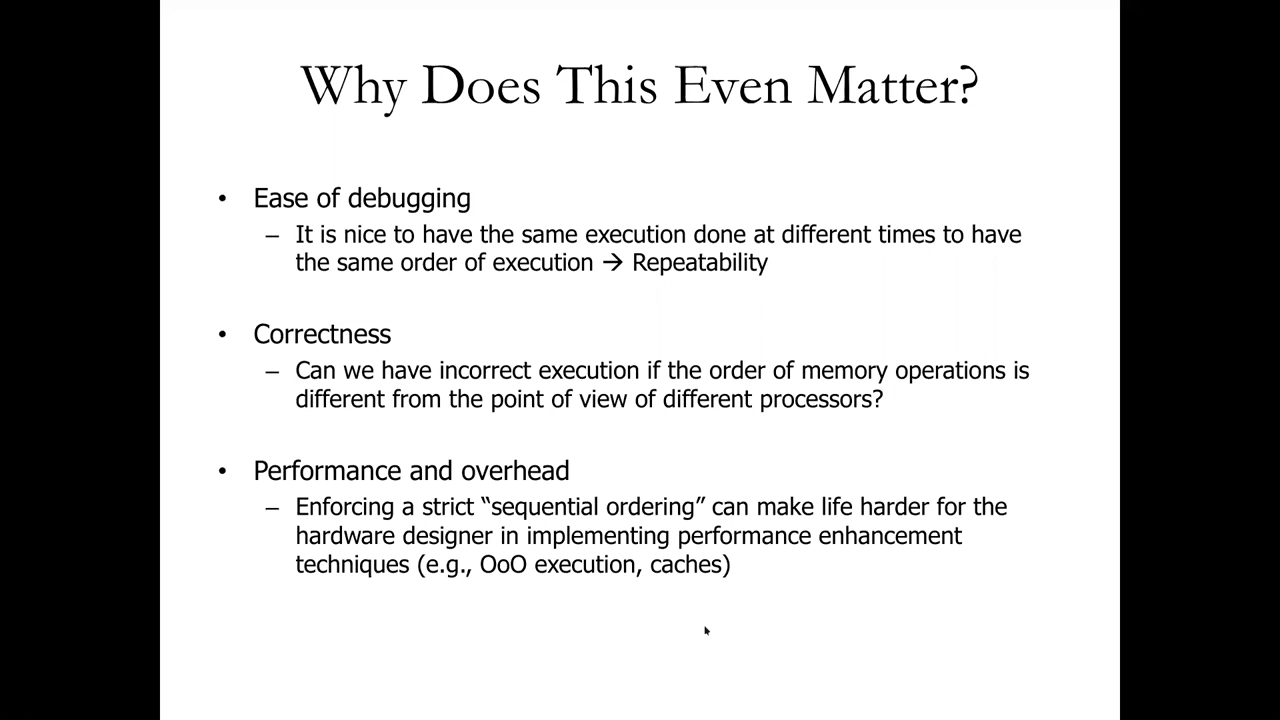 Why Does This Even Matter?
• Ease of debugging
– It is nice to have the same execution done at different times to have
the same order of execution → Repeatability
• Correctness
– Can we have incorrect execution if the order of memory operations is
different from the point of view of different processors?
• Performance and overhead
– Enforcing a strict “sequential ordering” can make life harder for the
hardware designer in implementing performance enhancement
techniques (e.g., OoO execution, caches)